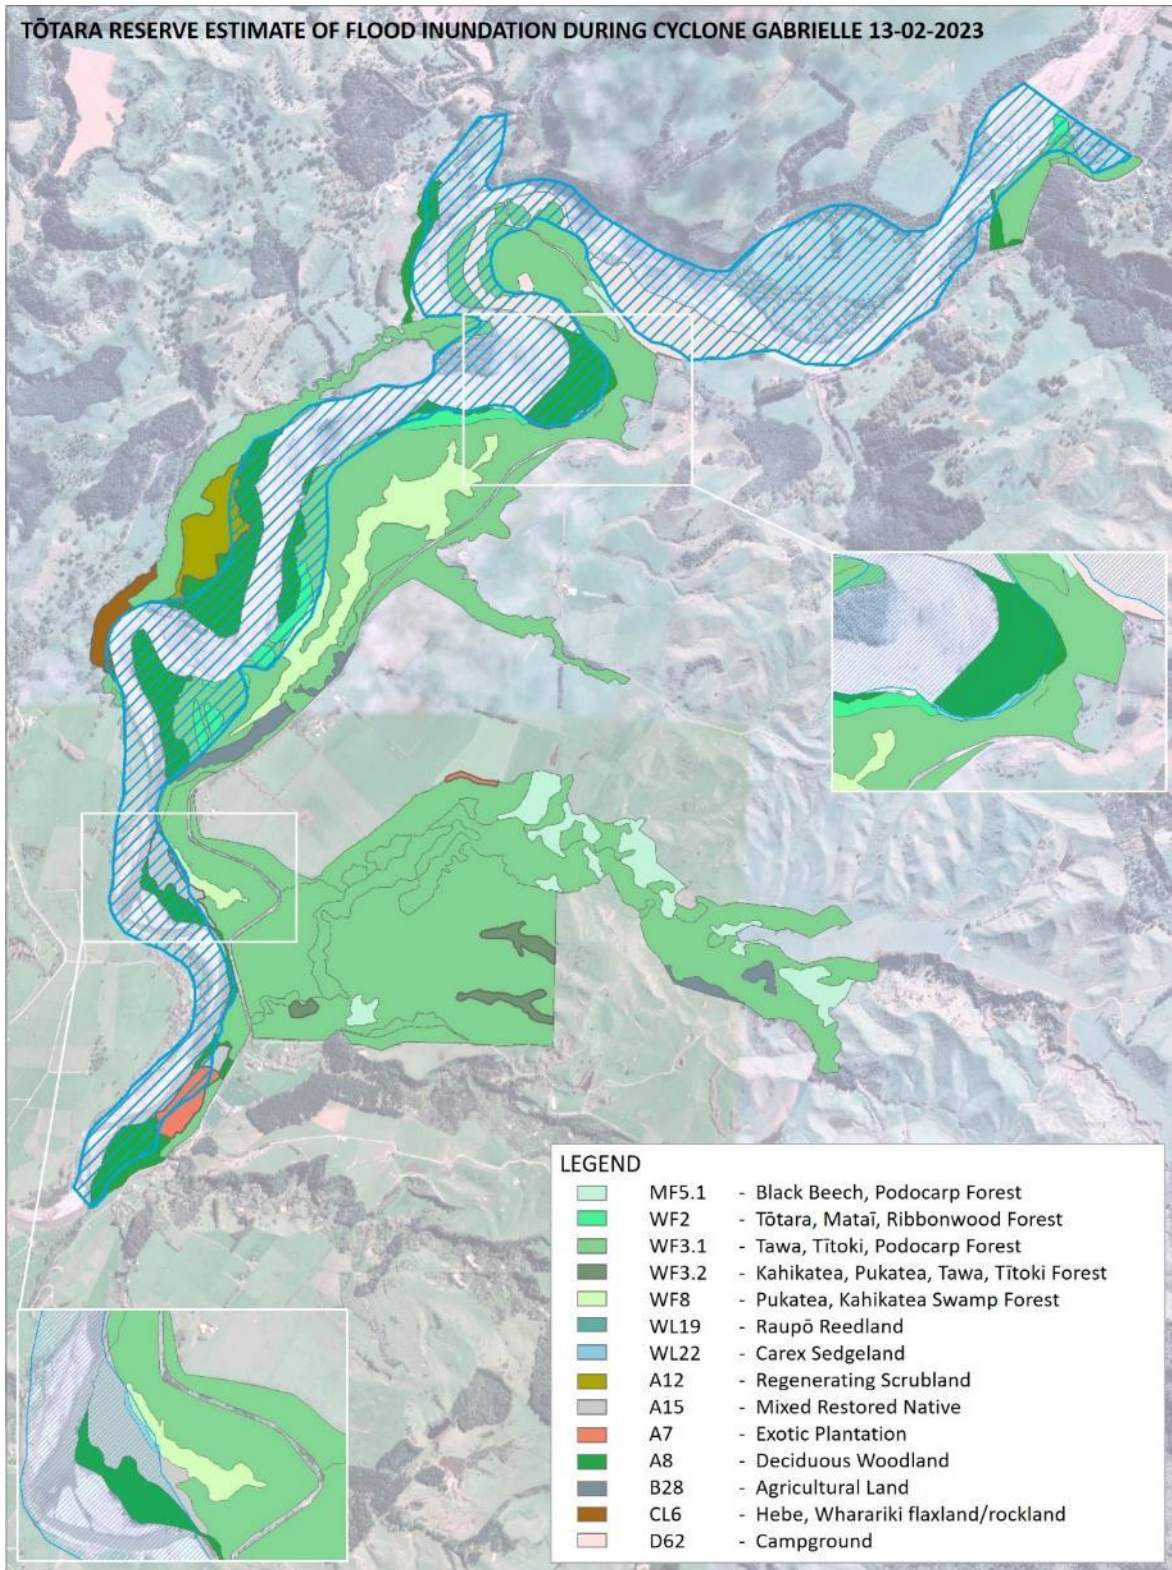 TŌTARA RESERVE ESTIMATE OF FLOOD INUNDATION DURING CYCLONE GABRIELLE 13-02-2023
LEGEND
MF5.1 - Black Beech, Podocarp Forest
WF2 - Tōtara, Mataī, Ribbonwood Forest
WF3.1 - Tawa, Tītoki, Podocarp Forest
WF3.2 - Kahikatea, Pukatea, Tawa, Tītoki Forest
WF8 - Pukatea, Kahikatea Swamp Forest
WL19 - Raupō Reedland
WL22 - Carex Sedgeland
A12 - Regenerating Scrubland
A15 - Mixed Restored Native
A7 - Exotic Plantation
A8 - Deciduous Woodland
B28 - Agricultural Land
CL6 - Hebe, Wharariki flaxland/rockland
D62 - Campground